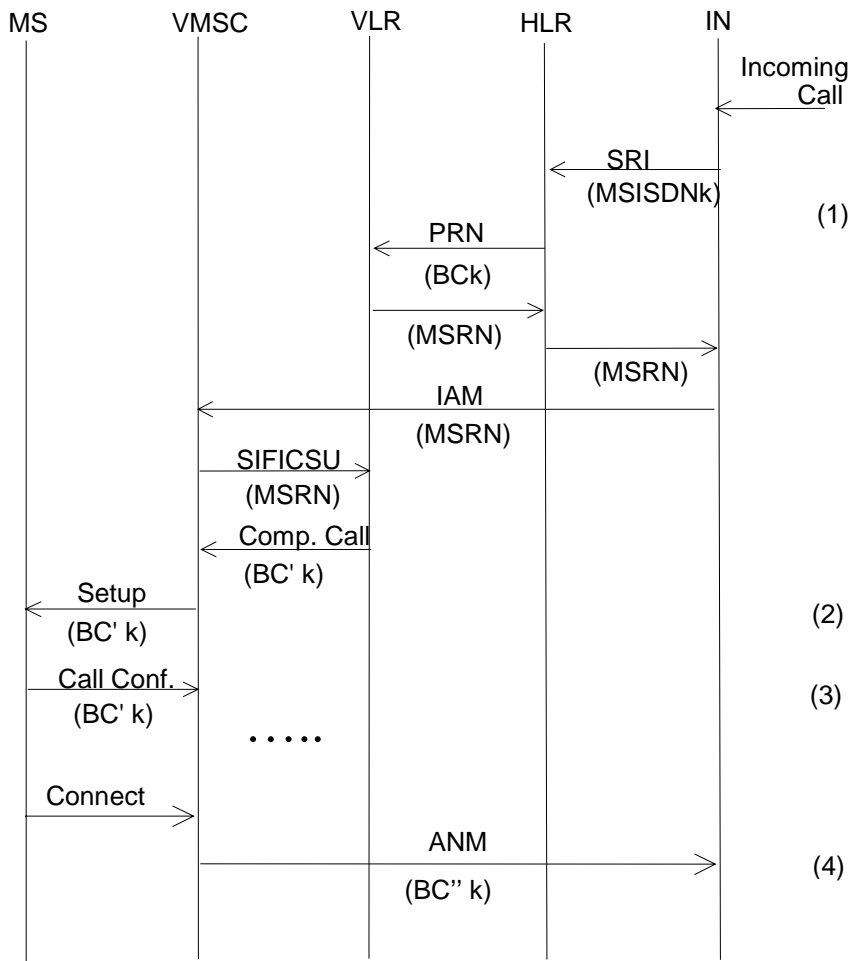 MS VMSC VLR HLR IN
Incoming
Call
SRI
(MSISDNk)
(1)
PRN
(BCk)
(MSRN)
(MSRN)
IAM
(MSRN)
SIFICSU
(MSRN)
Comp. Call
(BC' k)
Setup
(BC' k)
(2)
Call Conf.
(BC' k)
(3)
.....
Connect
ANM
(BC’’ k)
(4)